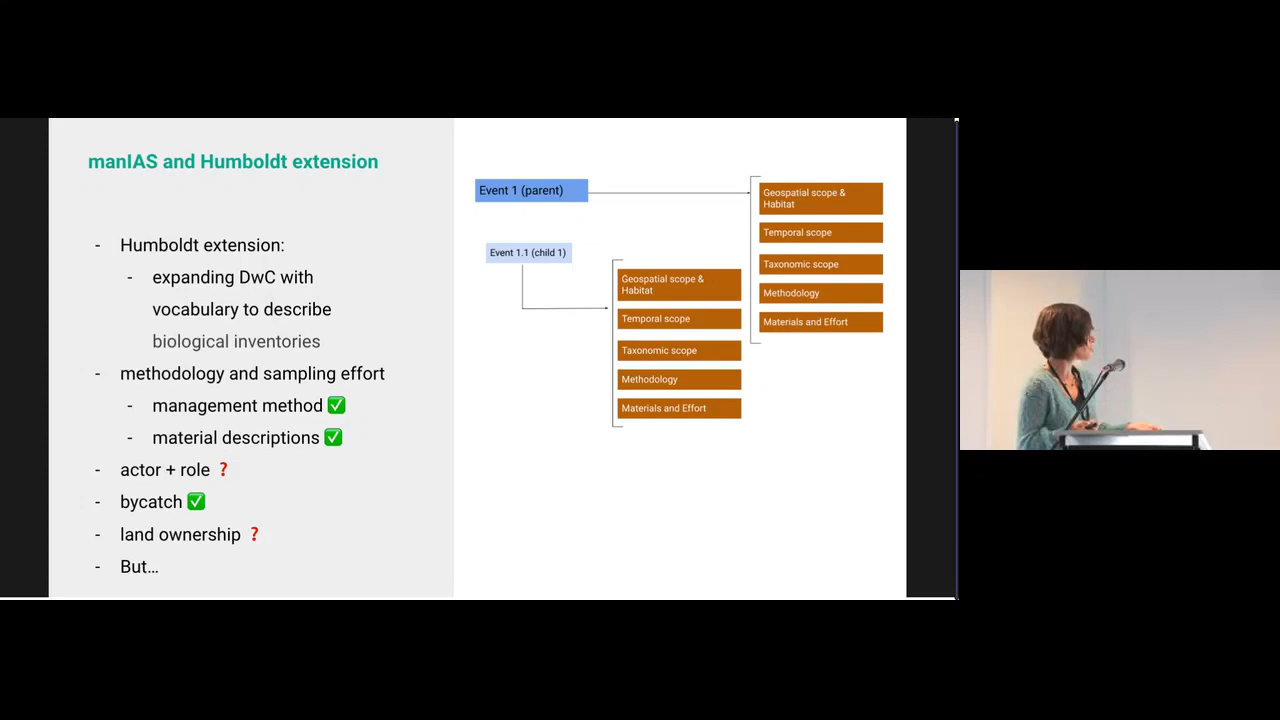 manIAS and Humboldt extension
- Humboldt extension:
- expanding DwC with
vocabulary to describe
biological inventories
- methodology and sampling effort
- management method ✅
- material descriptions ✅
- actor + role ❓
- bycatch ✅
- land ownership ❓
- But…
Event 1 (parent)
Geospatial scope &
Habitat
Temporal scope
Taxonomic scope
Methodology
Materials and Effort
Event 1.1 (child 1)
Geospatial scope &
Habitat
Temporal scope
Taxonomic scope
Methodology
Materials and Effort